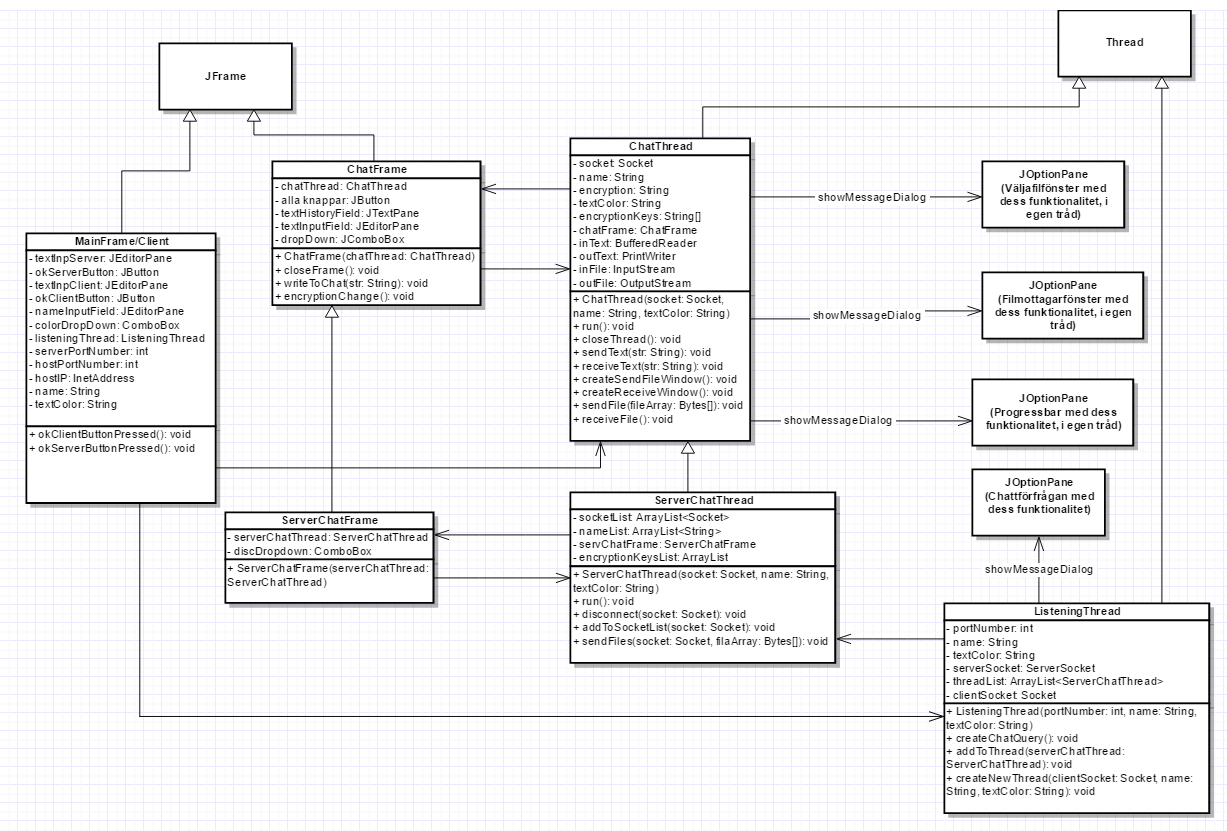 JFrame
Thread
ChatFrame
- chatThread: ChatThread
- alla knappar: JButton
- textHistoryField: JTextPane
- textInputField: JEditorPane
- dropDown: JComboBox
+ ChatFrame(chatThread: ChatThread)
+ closeFrame(): void
+ writeToChat(str: String): void
+ encryptionChange(): void
ChatThread
- socket: Socket
- name: String
- encryption: String
- textColor: String
- encryptionKeys: String[]
- chatFrame: ChatFrame
- inText: BufferedReader
- outText: PrintWriter
- inFile: InputStream
- outFile: OutputStream
+ ChatThread(socket: Socket,
name: String, textColor: String)
+ run(): void
+ closeThread(): void
+ sendText(str: String): void
+ receiveText(str: String): void
+ createSendFileWindow(): void
+ createReceiveWindow(): void
+ sendFile(fileArray: Bytes[]): void
+ receiveFile(): void
showMessageDialog
JOptionPane
(Väljafilfönster med
dess funktionalitet, i
egen tråd)
showMessageDialog
JOptionPane
(Filmottagarfönster med
dess funktionalitet, i egen
tråd)
showMessageDialog
JOptionPane
(Progressbar med dess
funktionalitet, i egen tråd)
JOptionPane
(Chattförfrågan med
dess funktionalitet)
showMessageDialog
MainFrame/Client
- textInpServer: JEditorPane
- okServerButton: JButton
- textInpClient: JEditorPane
- okClientButton: JButton
- nameInputField: JEditorPane
- colorDropDown: ComboBox
- listeningThread: ListeningThread
- serverPortNumber: int
- hostPortNumber: int
- hostIP: InetAddress
- name: String
- textColor: String
+ okClientButtonPressed(): void
+ okServerButtonPressed(): void
ServerChatFrame
- serverChatThread: ServerChatThread
- discDropdown: ComboBox
+ ServerChatFrame(serverChatThread:
ServerChatThread)
ServerChatThread
- socketList: ArrayList<Socket>
- nameList: ArrayList<String>
- servChatFrame: ServerChatFrame
- encryptionKeysList: ArrayList
+ ServerChatThread(socket: Socket, name: String,
textColor: String)
+ run(): void
+ disconnect(socket: Socket): void
+ addToSocketList(socket: Socket): void
+ sendFiles(socket: Socket, filaArray: Bytes[]): void
ListeningThread
- portNumber: int
- name: String
- textColor: String
- serverSocket: ServerSocket
- threadList: ArrayList<ServerChatThread>
- clientSocket: Socket
+ ListeningThread(portNumber: int, name: String,
textColor: String)
+ createChatQuery(): void
+ addToThread(serverChatThread:
ServerChatThread): void
+ createNewThread(clientSocket: Socket, name:
String, textColor: String): void